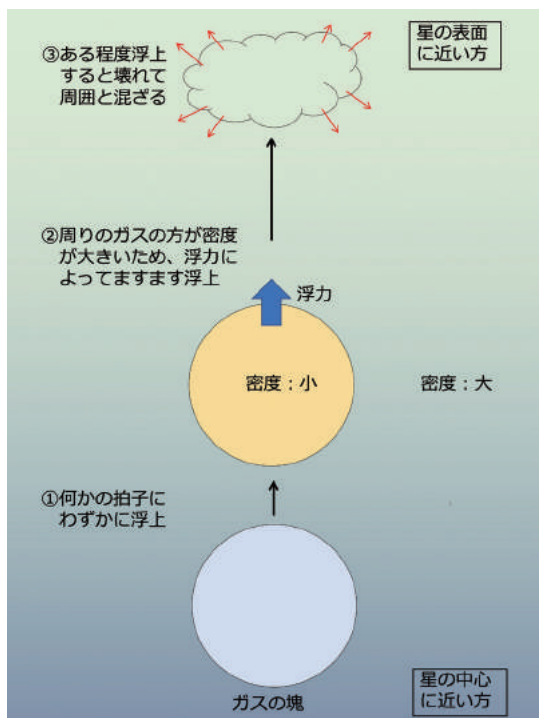 ③ある程度浮上
すると壊れて
周囲と混ざる
星の表面
に近い方
②周りのガスの方が密度
が大きいため、浮力に
よってますます浮上
浮力
密度：小
密度：大
①何かの拍子に
わずかに浮上
ガスの塊
星の中心
に近い方